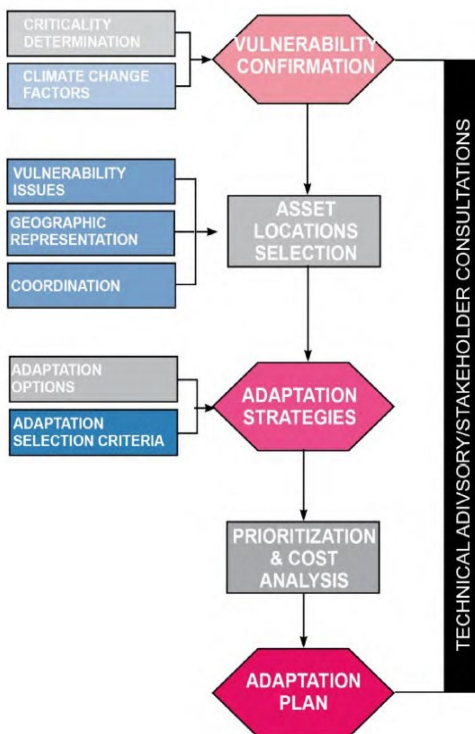 CRITICALITY
DETERMINATION
CLIMATE CHANGE
FACTORS
VULNERABILITY
CONFIRMATION
VULNERABILITY
ISSUES
GEOGRAPHIC
REPRESENTATION
COORDINATION
ASSET
LOCATIONS
SELECTION
ADAPTATION
OPTIONS
ADAPTATION
SELECTION CRITERIA
ADAPTATION
STRATEGIES
PRIORITIZATION
& COST
ANALYSIS
ADAPTATION
PLAN
TECHNICAL ADIVSORY/STAKEHOLDER CONSULTATIONS